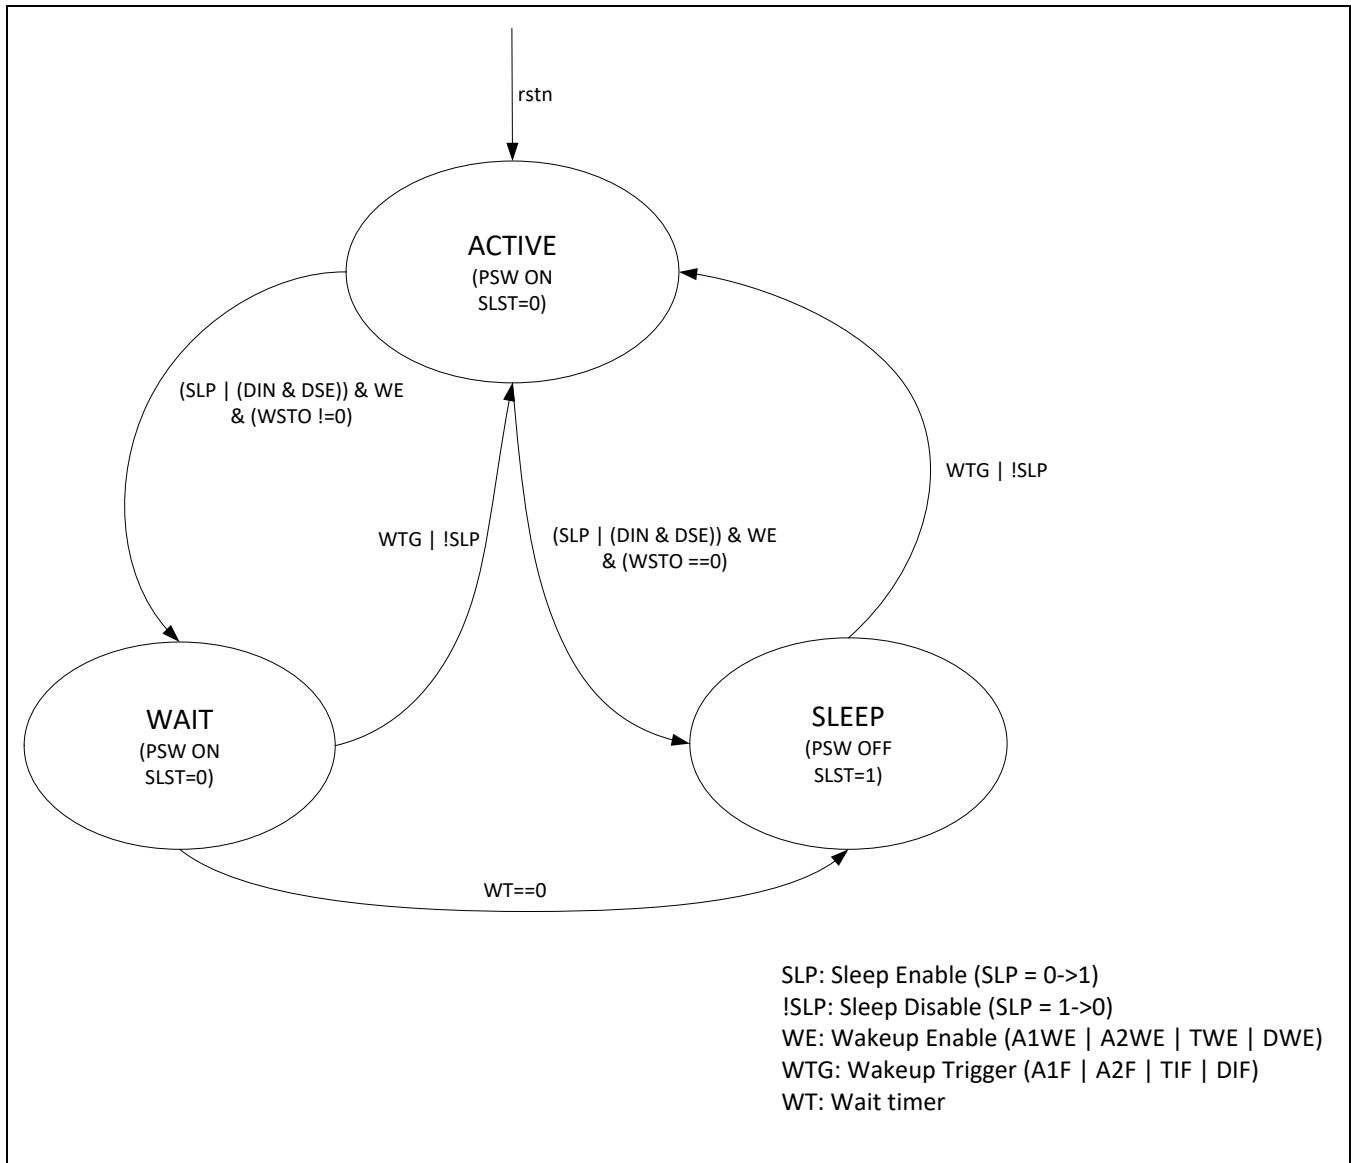 rstn
ACTIVE
(PSW ON
SLST=0)
(SLP | (DIN & DSE)) & WE
& (WSTO !=0)
WTG | !SLP
WTG | !SLP
(SLP | (DIN & DSE)) & WE
& (WSTO ==0)
WAIT
(PSW ON
SLST=0)
SLEEP
(PSW OFF
SLST=1)
WT==0
SLP: Sleep Enable (SLP = 0->1)
!SLP: Sleep Disable (SLP = 1->0)
WE: Wakeup Enable (A1WE | A2WE | TWE | DWE)
WTG: Wakeup Trigger (A1F | A2F | TIF | DIF)
WT: Wait timer